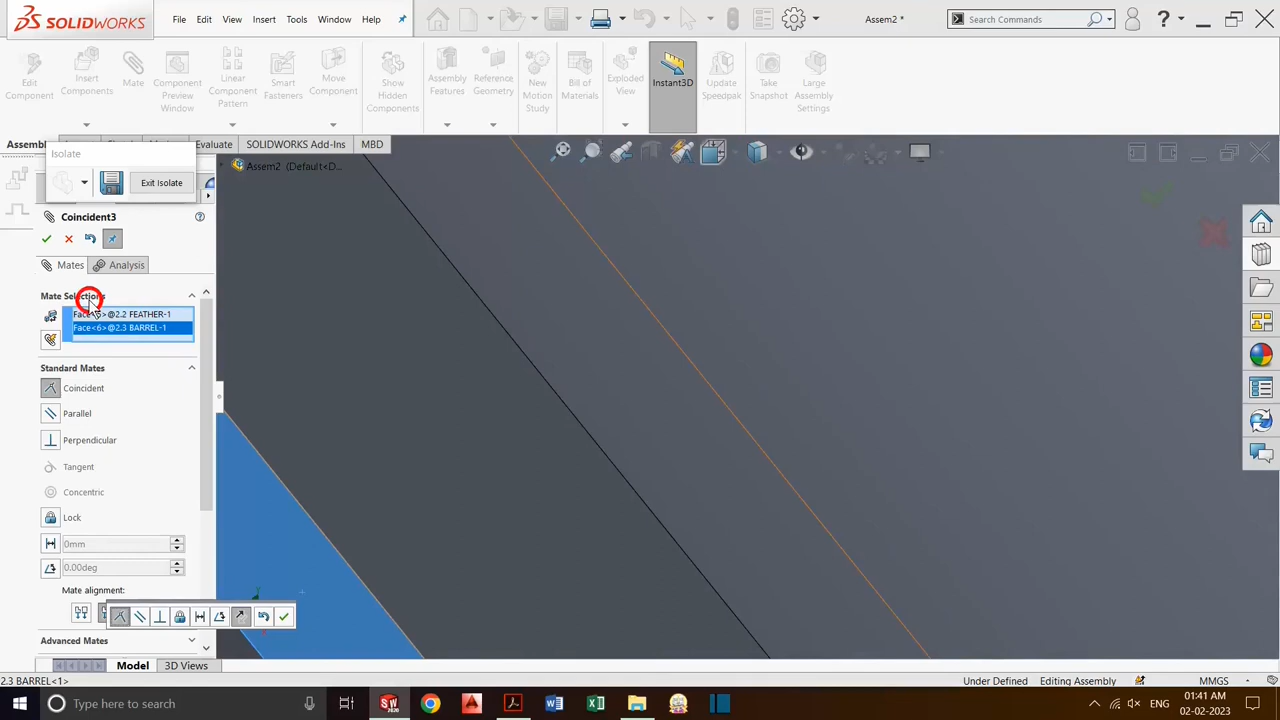 SOLIDWORKS
File Edit View Insert Tools Window Help
Assem2 *
Search Commands
Edit Component
Insert Components
Mate
Component Preview Window
Linear Component Pattern
Smart Fasteners
Move Component
Show Hidden Components
Assembly Features
Reference Geometry
New Motion Study
Bill of Materials
Exploded View
Instant3D
Update Speedpak
Take Snapshot
Large Assembly Settings
Assemb
Evaluate SOLIDWORKS Add-Ins MBD
Isolate
Exit Isolate
Assem2 (Default<D...
Coincident3
Mates Analysis
Mate Selections
Face<5>@2.2 FEATHER-1
Face<6>@2.3 BARREL-1
Standard Mates
Coincident
Parallel
Perpendicular
Tangent
Concentric
Lock
0mm
0.00deg
Mate alignment:
Advanced Mates
Model 3D Views
2.3 BARREL<1>
Under Defined Editing Assembly MMGS
Type here to search
ENG
01:41 AM
02-02-2023